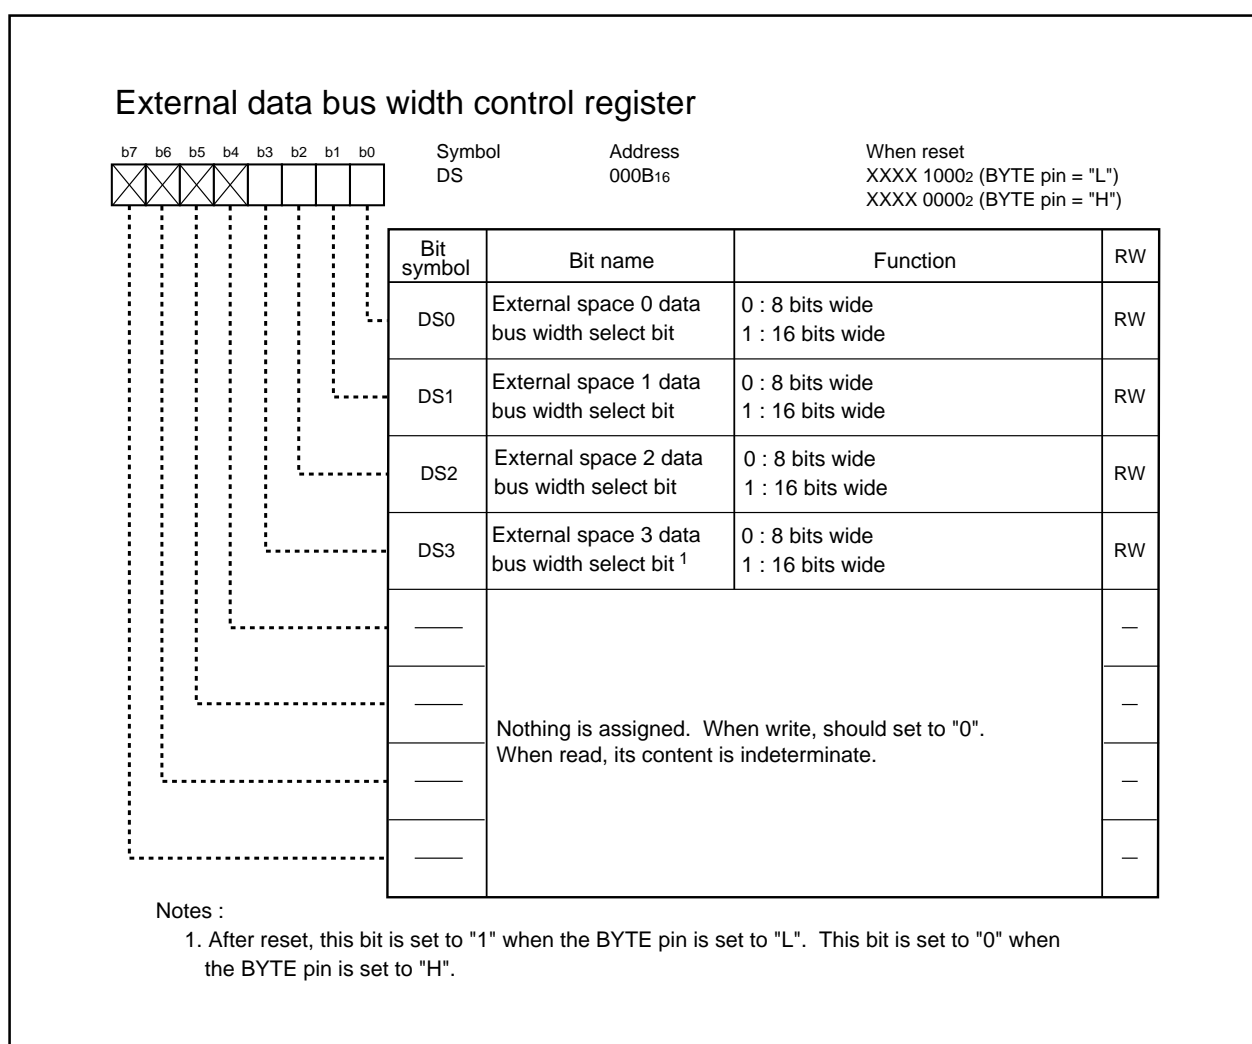 External data bus width control register
b7 b6 b5 b4 b3 b2 b1 b0
Symbol Address When reset
DS 000B16 XXXX 10002 (BYTE pin = "L")
XXXX 00002 (BYTE pin = "H")
Bit symbol Bit name Function RW
DS0 External space 0 data 0 : 8 bits wide RW
bus width select bit 1 : 16 bits wide
DS1 External space 1 data 0 : 8 bits wide RW
bus width select bit 1 : 16 bits wide
DS2 External space 2 data 0 : 8 bits wide RW
bus width select bit 1 : 16 bits wide
DS3 External space 3 data 0 : 8 bits wide RW
bus width select bit 1 1 : 16 bits wide
Nothing is assigned. When write, should set to "0".
When read, its content is indeterminate.
Notes :
1. After reset, this bit is set to "1" when the BYTE pin is set to "L". This bit is set to "0" when
the BYTE pin is set to "H".